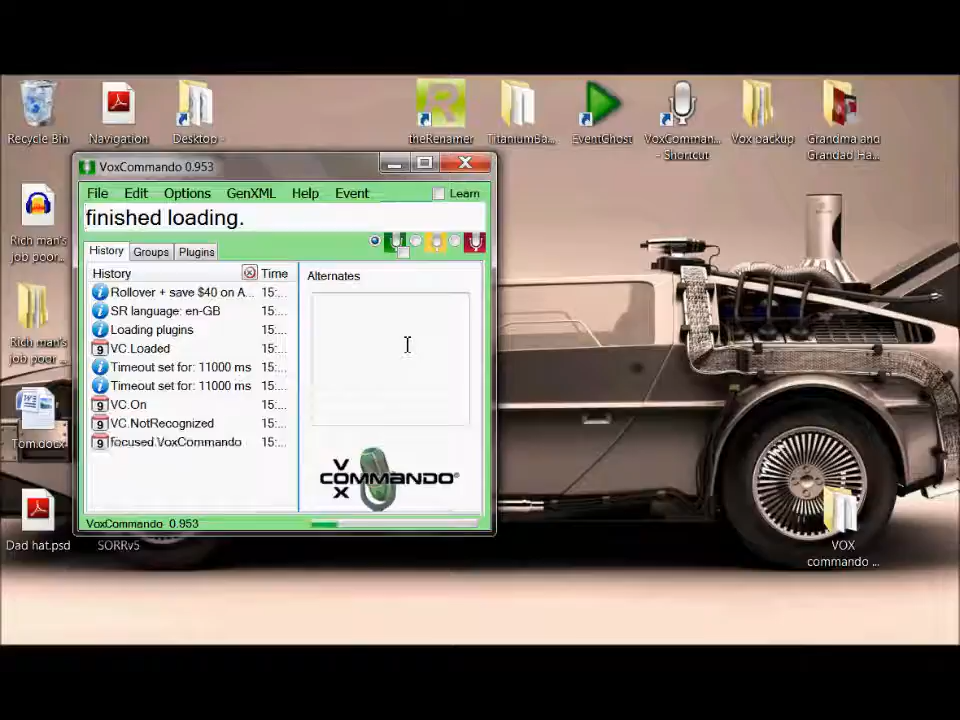 Recycle Bin
Navigation
Desktop -
theRenamer
TitaniumBa...
EventGhost
VoxComman... - Shortcut
Vox backup
Grandma and Grandad Ha...
Rich man's job poor...
Rich man's job poor ...
Tom.docx
Dad hat.psd
SORRv5
VOX commando ...
VoxCommando 0.953
File Edit Options GenXML Help Event Learn
finished loading.
History Groups Plugins
History Time
Rollover + save $40 on A... 15:...
SR language: en-GB 15:...
Loading plugins 15:...
VC.Loaded 15:...
Timeout set for: 11000 ms 15:...
Timeout set for: 11000 ms 15:...
VC.On 15:...
VC.NotRecognized 15:...
focused.VoxCommando 15:...
Alternates
VOX COMMANDO
VoxCommando 0.953